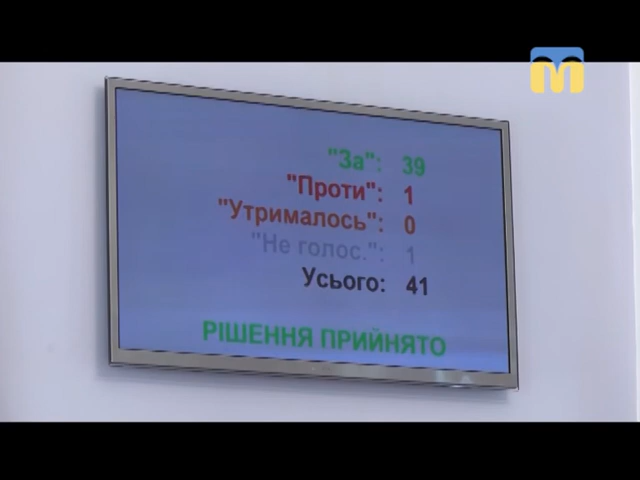 "За": 39
"Проти": 1
"Утрималось": 0
"Не голос.": 1
Усього: 41
РІШЕННЯ ПРИЙНЯТО